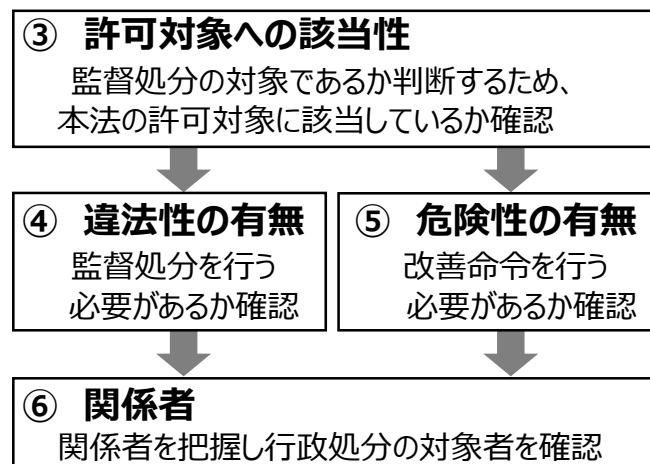 ③ 許可対象への該当性
監督処分の対象であるか判断するため、
本法の許可対象に該当しているか確認
④ 違法性の有無
監督処分を行う
必要があるか確認
⑤ 危険性の有無
改善命令を行う
必要があるか確認
⑥ 関係者
関係者を把握し行政処分の対象者を確認